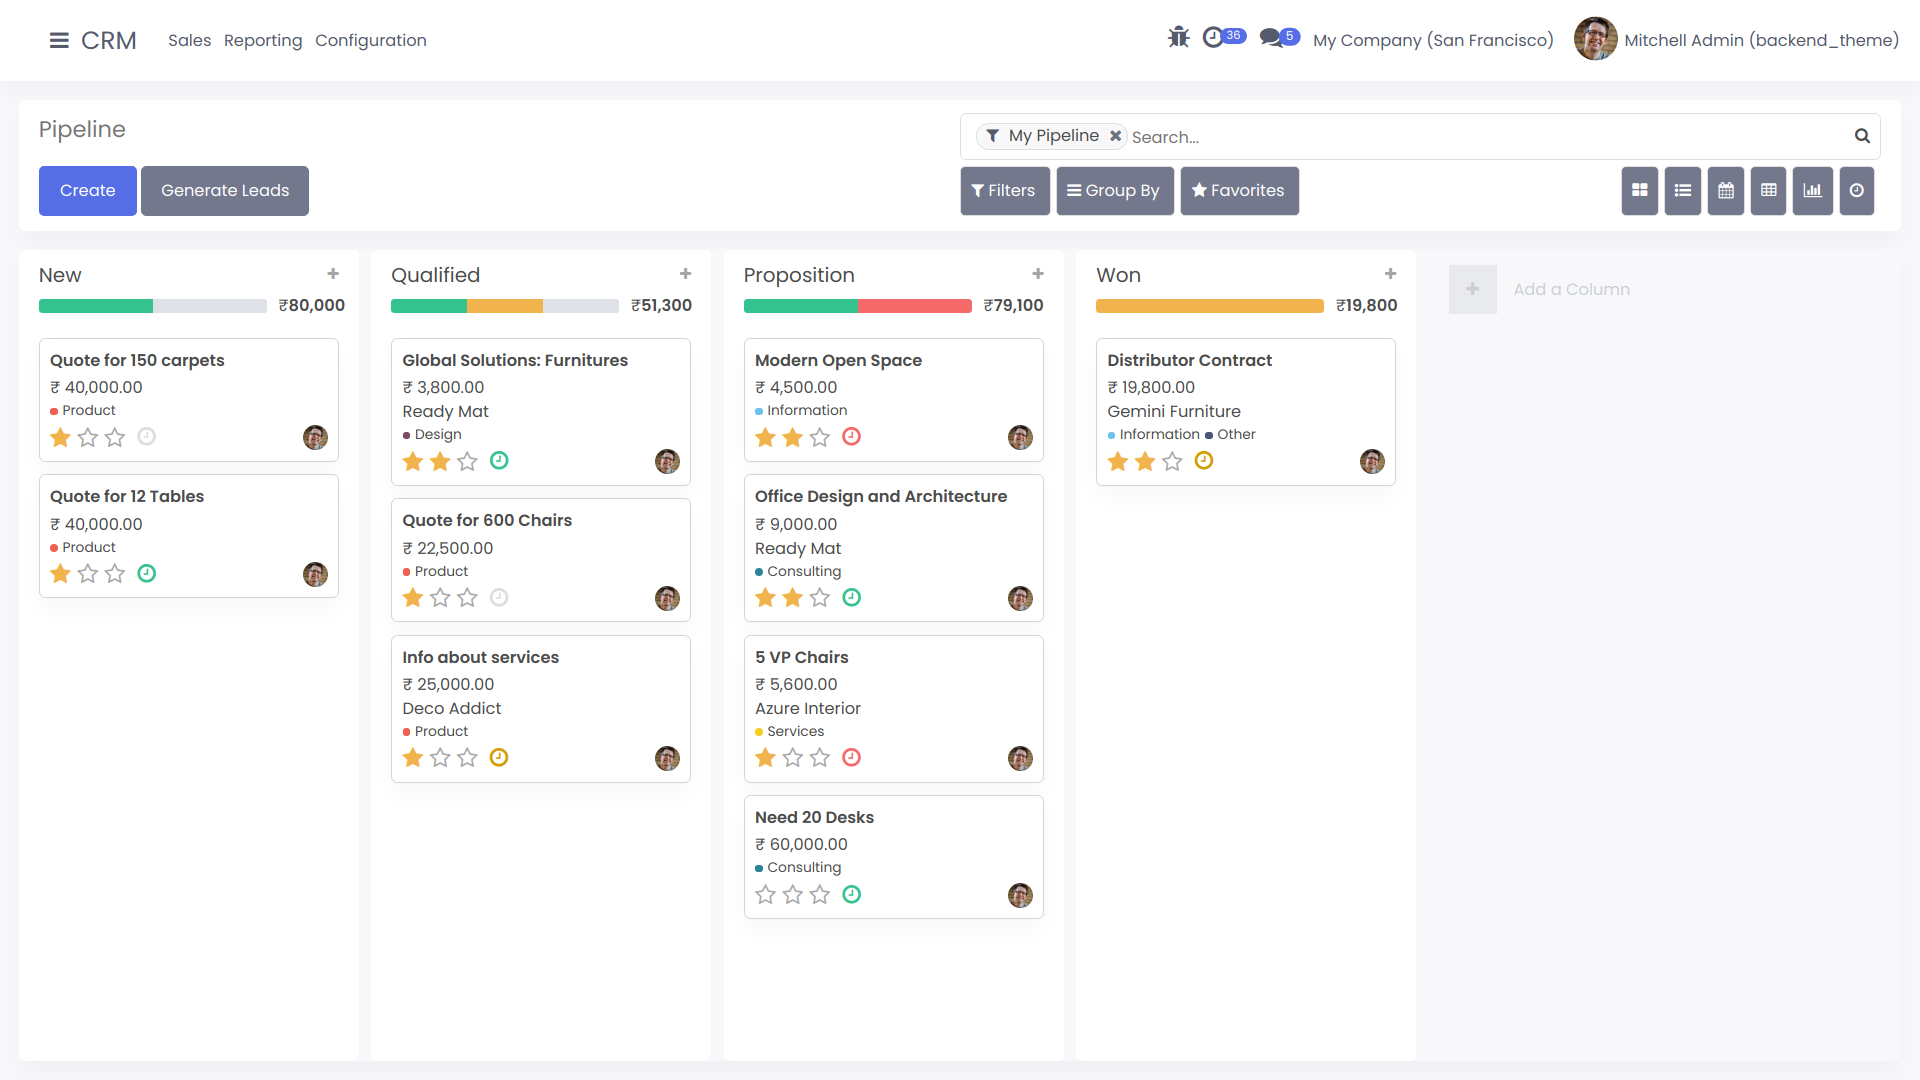 CRM Sales Reporting Configuration 36 5 My Company (San Francisco) Mitchell Admin (backend_theme)
Pipeline
My Pipeline Search...
Create Generate Leads Filters Group By Favorites
New
₹80,000
Quote for 150 carpets
₹ 40,000.00
Product
Quote for 12 Tables
₹ 40,000.00
Product
Qualified
₹51,300
Global Solutions: Furnitures
₹ 3,800.00
Ready Mat
Design
Quote for 600 Chairs
₹ 22,500.00
Product
Info about services
₹ 25,000.00
Deco Addict
Product
Proposition
₹79,100
Modern Open Space
₹ 4,500.00
Information
Office Design and Architecture
₹ 9,000.00
Ready Mat
Consulting
5 VP Chairs
₹ 5,600.00
Azure Interior
Services
Need 20 Desks
₹ 60,000.00
Consulting
Won
₹19,800
Distributor Contract
₹ 19,800.00
Gemini Furniture
Information Other
Add a Column